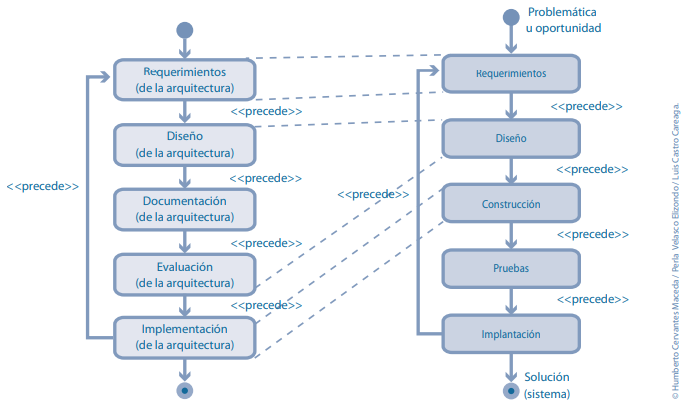 Problemática
u oportunidad
Requerimientos
(de la arquitectura)
<<precede>>
Diseño
(de la arquitectura)
<<precede>>
<<precede>>
Documentación
(de la arquitectura)
<<precede>>
Evaluación
(de la arquitectura)
<<precede>>
Implementación
(de la arquitectura)
Requerimientos
<<precede>>
Diseño
<<precede>>
<<precede>>
Construcción
<<precede>>
Pruebas
<<precede>>
Implantación
Solución
(sistema)
© Humberto Cervantes Maceda / Perla Velasco Elizondo / Luis Castro Careaga.